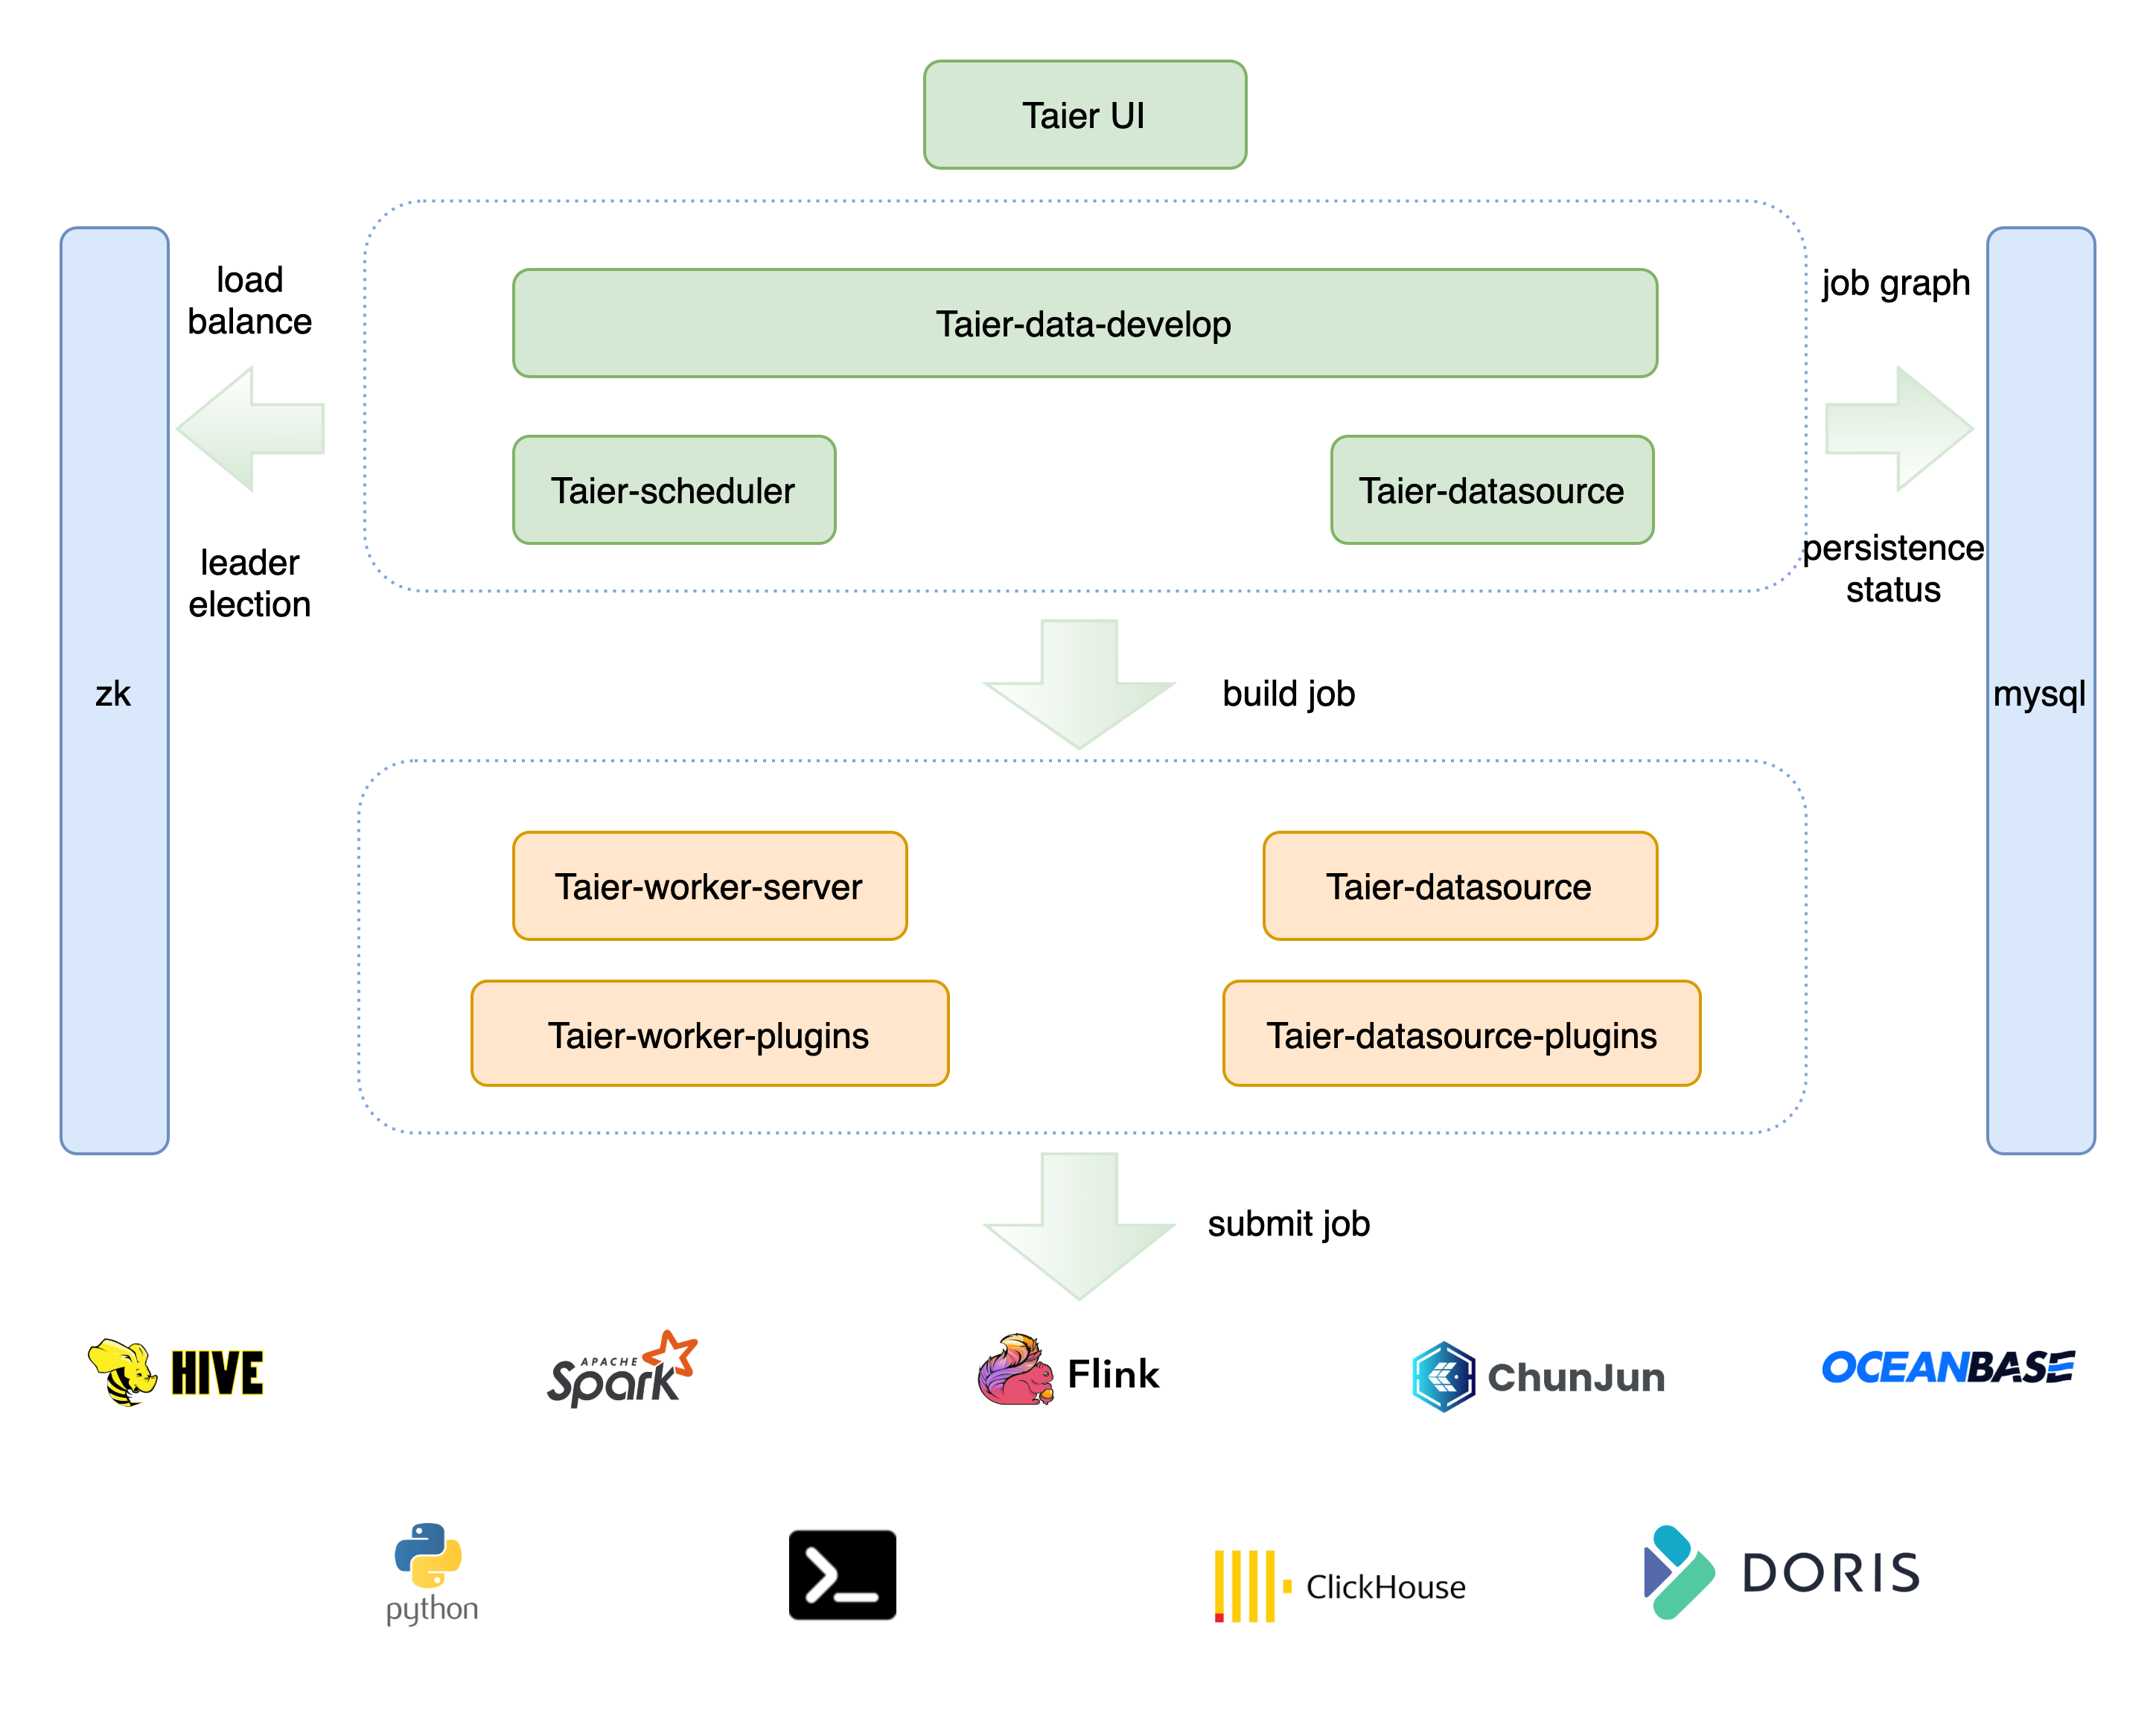 Taier UI
load
balance
leader
election
zk
Taier-data-develop
Taier-scheduler
Taier-datasource
job graph
persistence
status
mysql
build job
Taier-worker-server
Taier-datasource
Taier-worker-plugins
Taier-datasource-plugins
submit job
HIVE
APACHE
Spark
Flink
ChunJun
OCEANBASE
python
>_
ClickHouse
DORIS